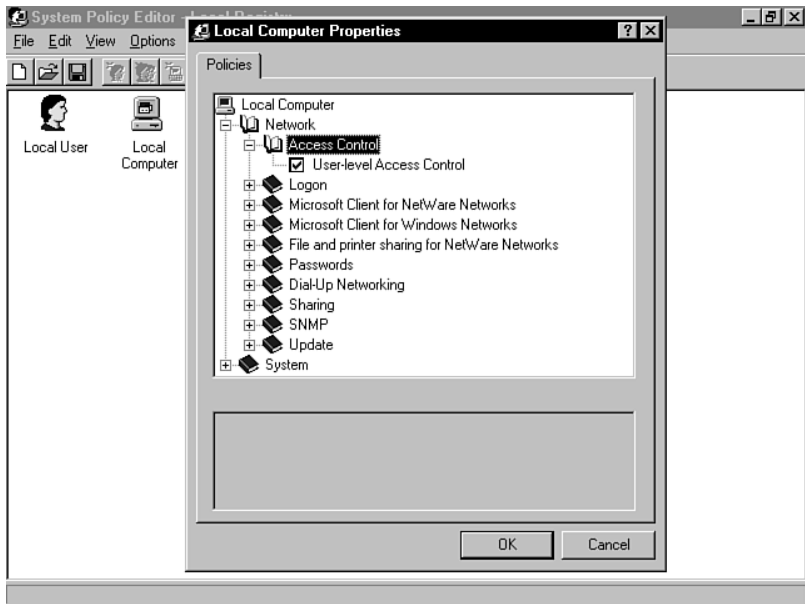 System Policy Editor - Local Registry
File Edit View Options
Local User
Local Computer
Local Computer Properties
Policies
Local Computer
Network
Access Control
User-level Access Control
Logon
Microsoft Client for NetWare Networks
Microsoft Client for Windows Networks
File and printer sharing for NetWare Networks
Passwords
Dial-Up Networking
Sharing
SNMP
Update
System
OK
Cancel